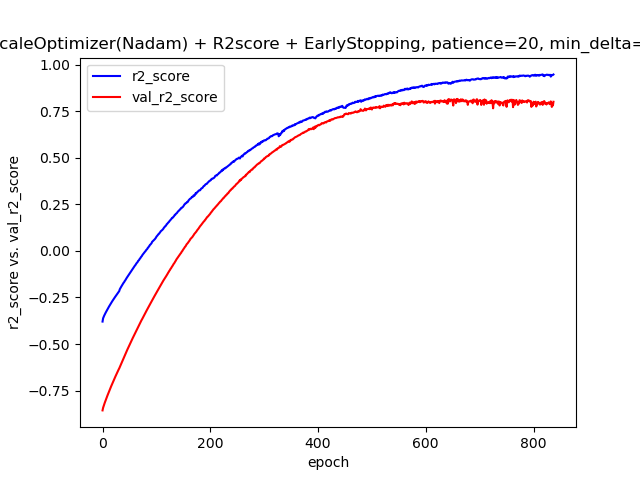 caleOptimizer(Nadam) + R2score + EarlyStopping, patience=20, min_delta=
r2_score
val_r2_score
r2_score vs. val_r2_score
1.00
0.75
0.50
0.25
0.00
−0.25
−0.50
−0.75
0
200
400
600
800
epoch